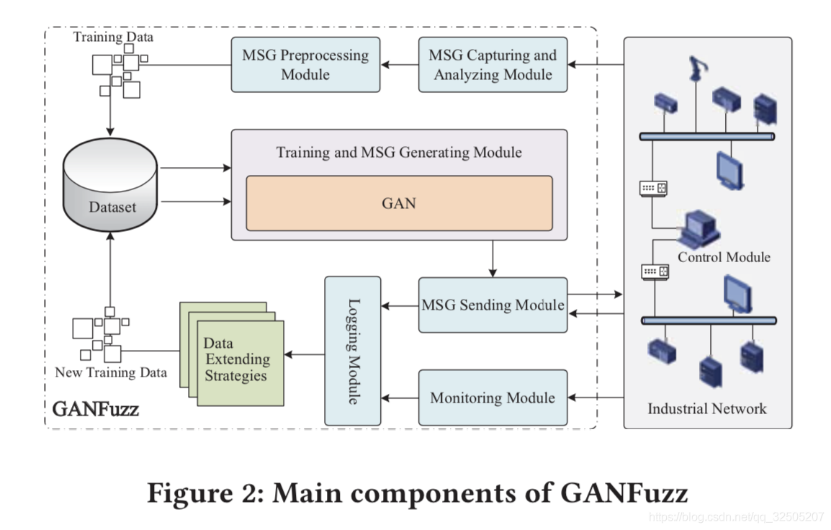 Training Data
MSG Preprocessing
Module
MSG Capturing and
Analyzing Module
Training and MSG Generating Module
GAN
Dataset
Control Module
MSG Sending Module
Logging Module
Data
Extending
Strategies
New Training Data
Monitoring Module
GANFuzz
Industrial Network
Figure 2: Main components of GANFuzz
https://blog.csdn.net/qq_32505207